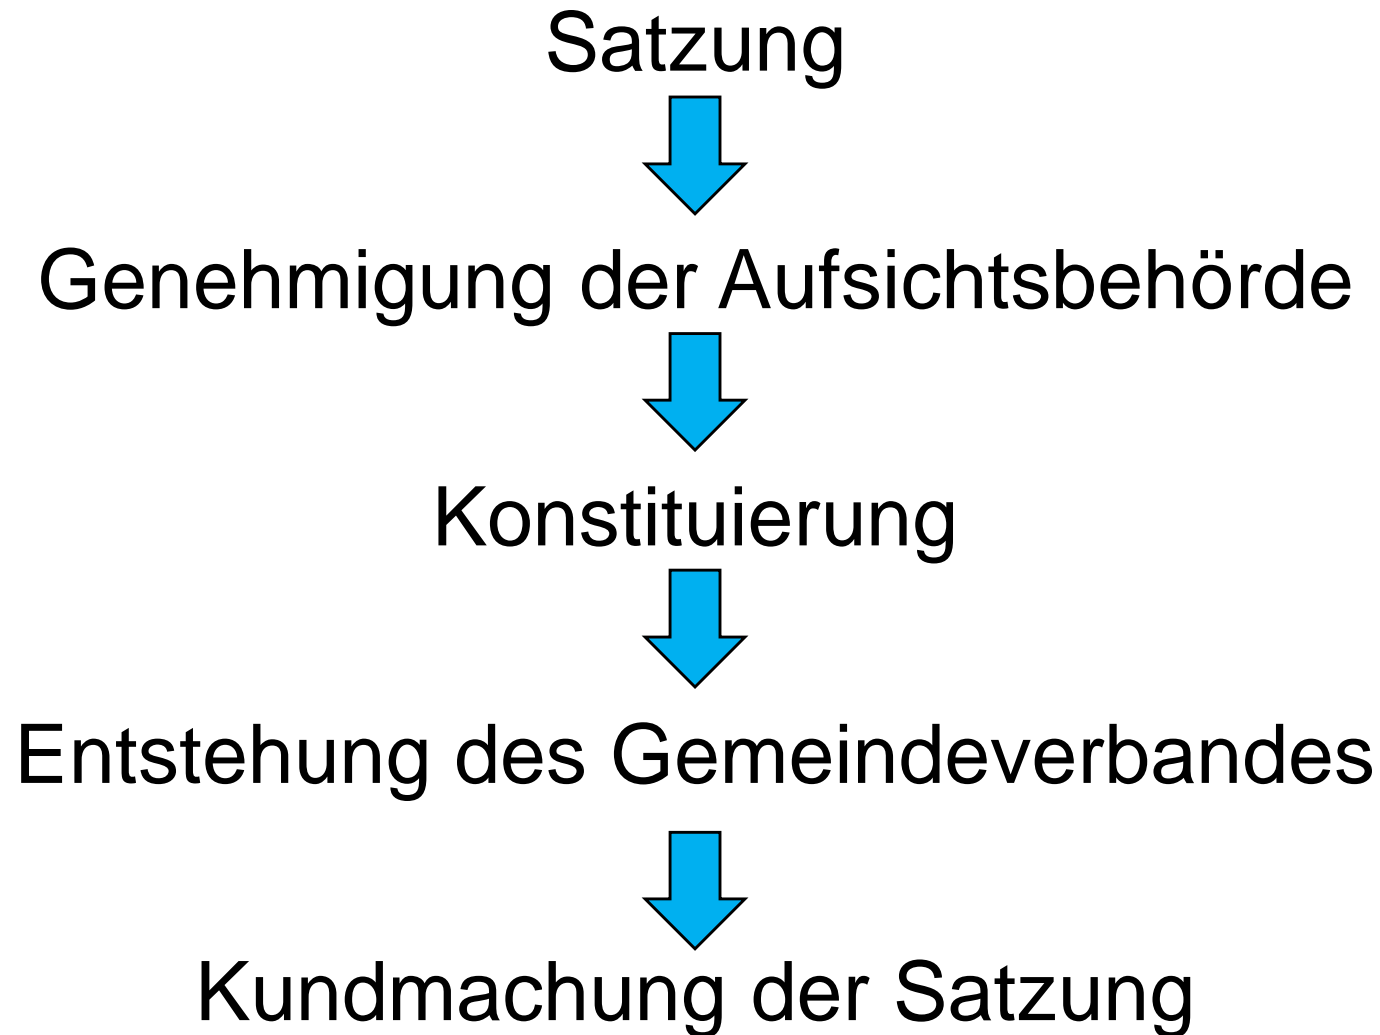 Satzung
Genehmigung der Aufsichtsbehörde
Konstituierung
Entstehung des Gemeindeverbandes
Kundmachung der Satzung